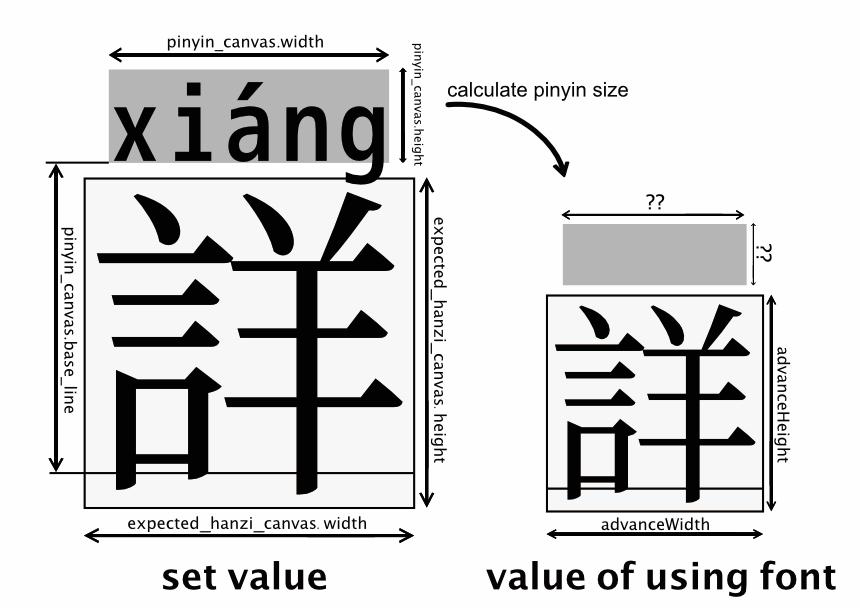 pinyin_canvas.width
pinyin_canvas.height
xiáng
calculate pinyin size
pinyin_canvas.base_line
詳
expected_hanzi_canvas.height
expected_hanzi_canvas.width
set value
??
??
詳
advanceHeight
advanceWidth
value of using font